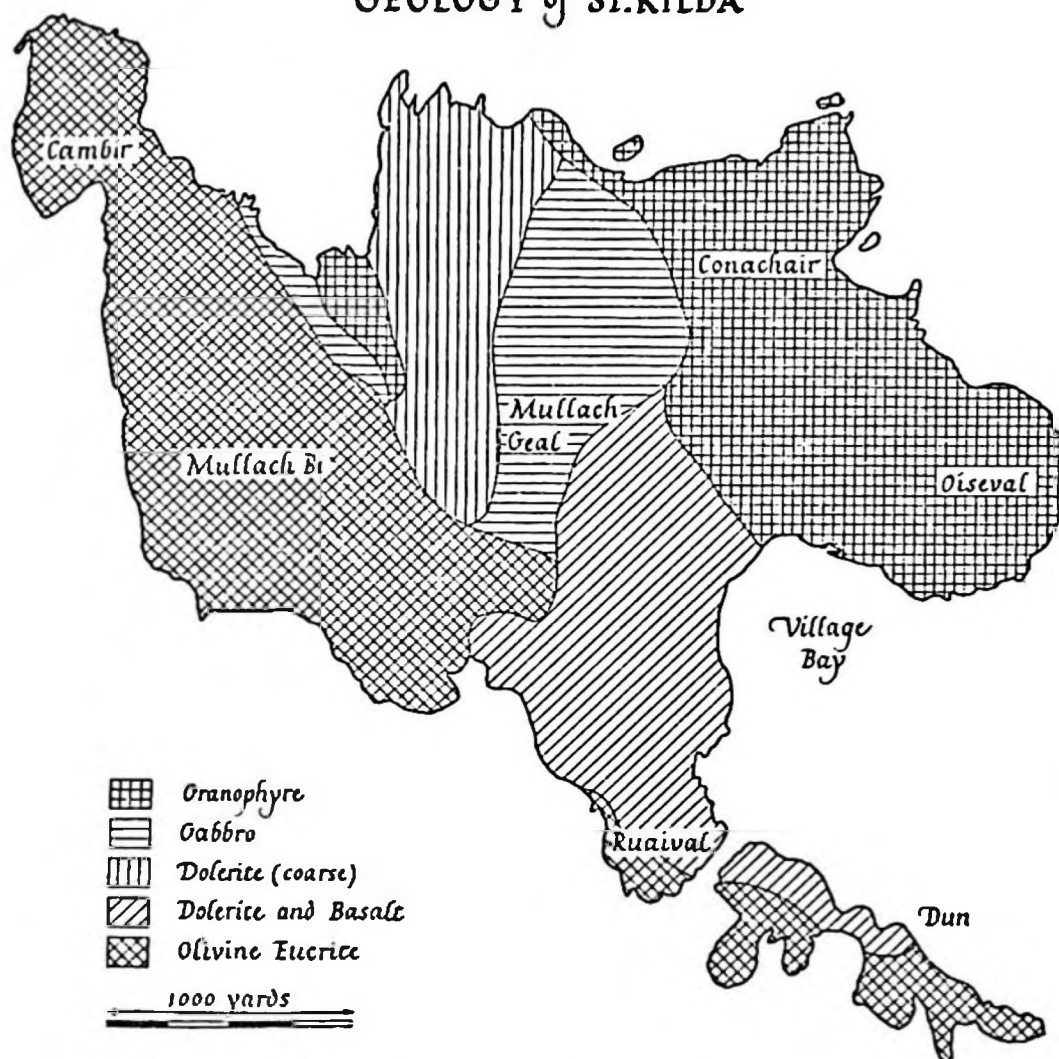 GEOLOGY of ST.KILDA
Cambir
Conachair
Mullach
Geal
Mullach Bi
Oiseval
Village
Bay
Granophyre
Gabbro
Dolerite (coarse)
Dolerite and Basalt
Olivine Eucrite
Ruaival
Dun
1000 yards